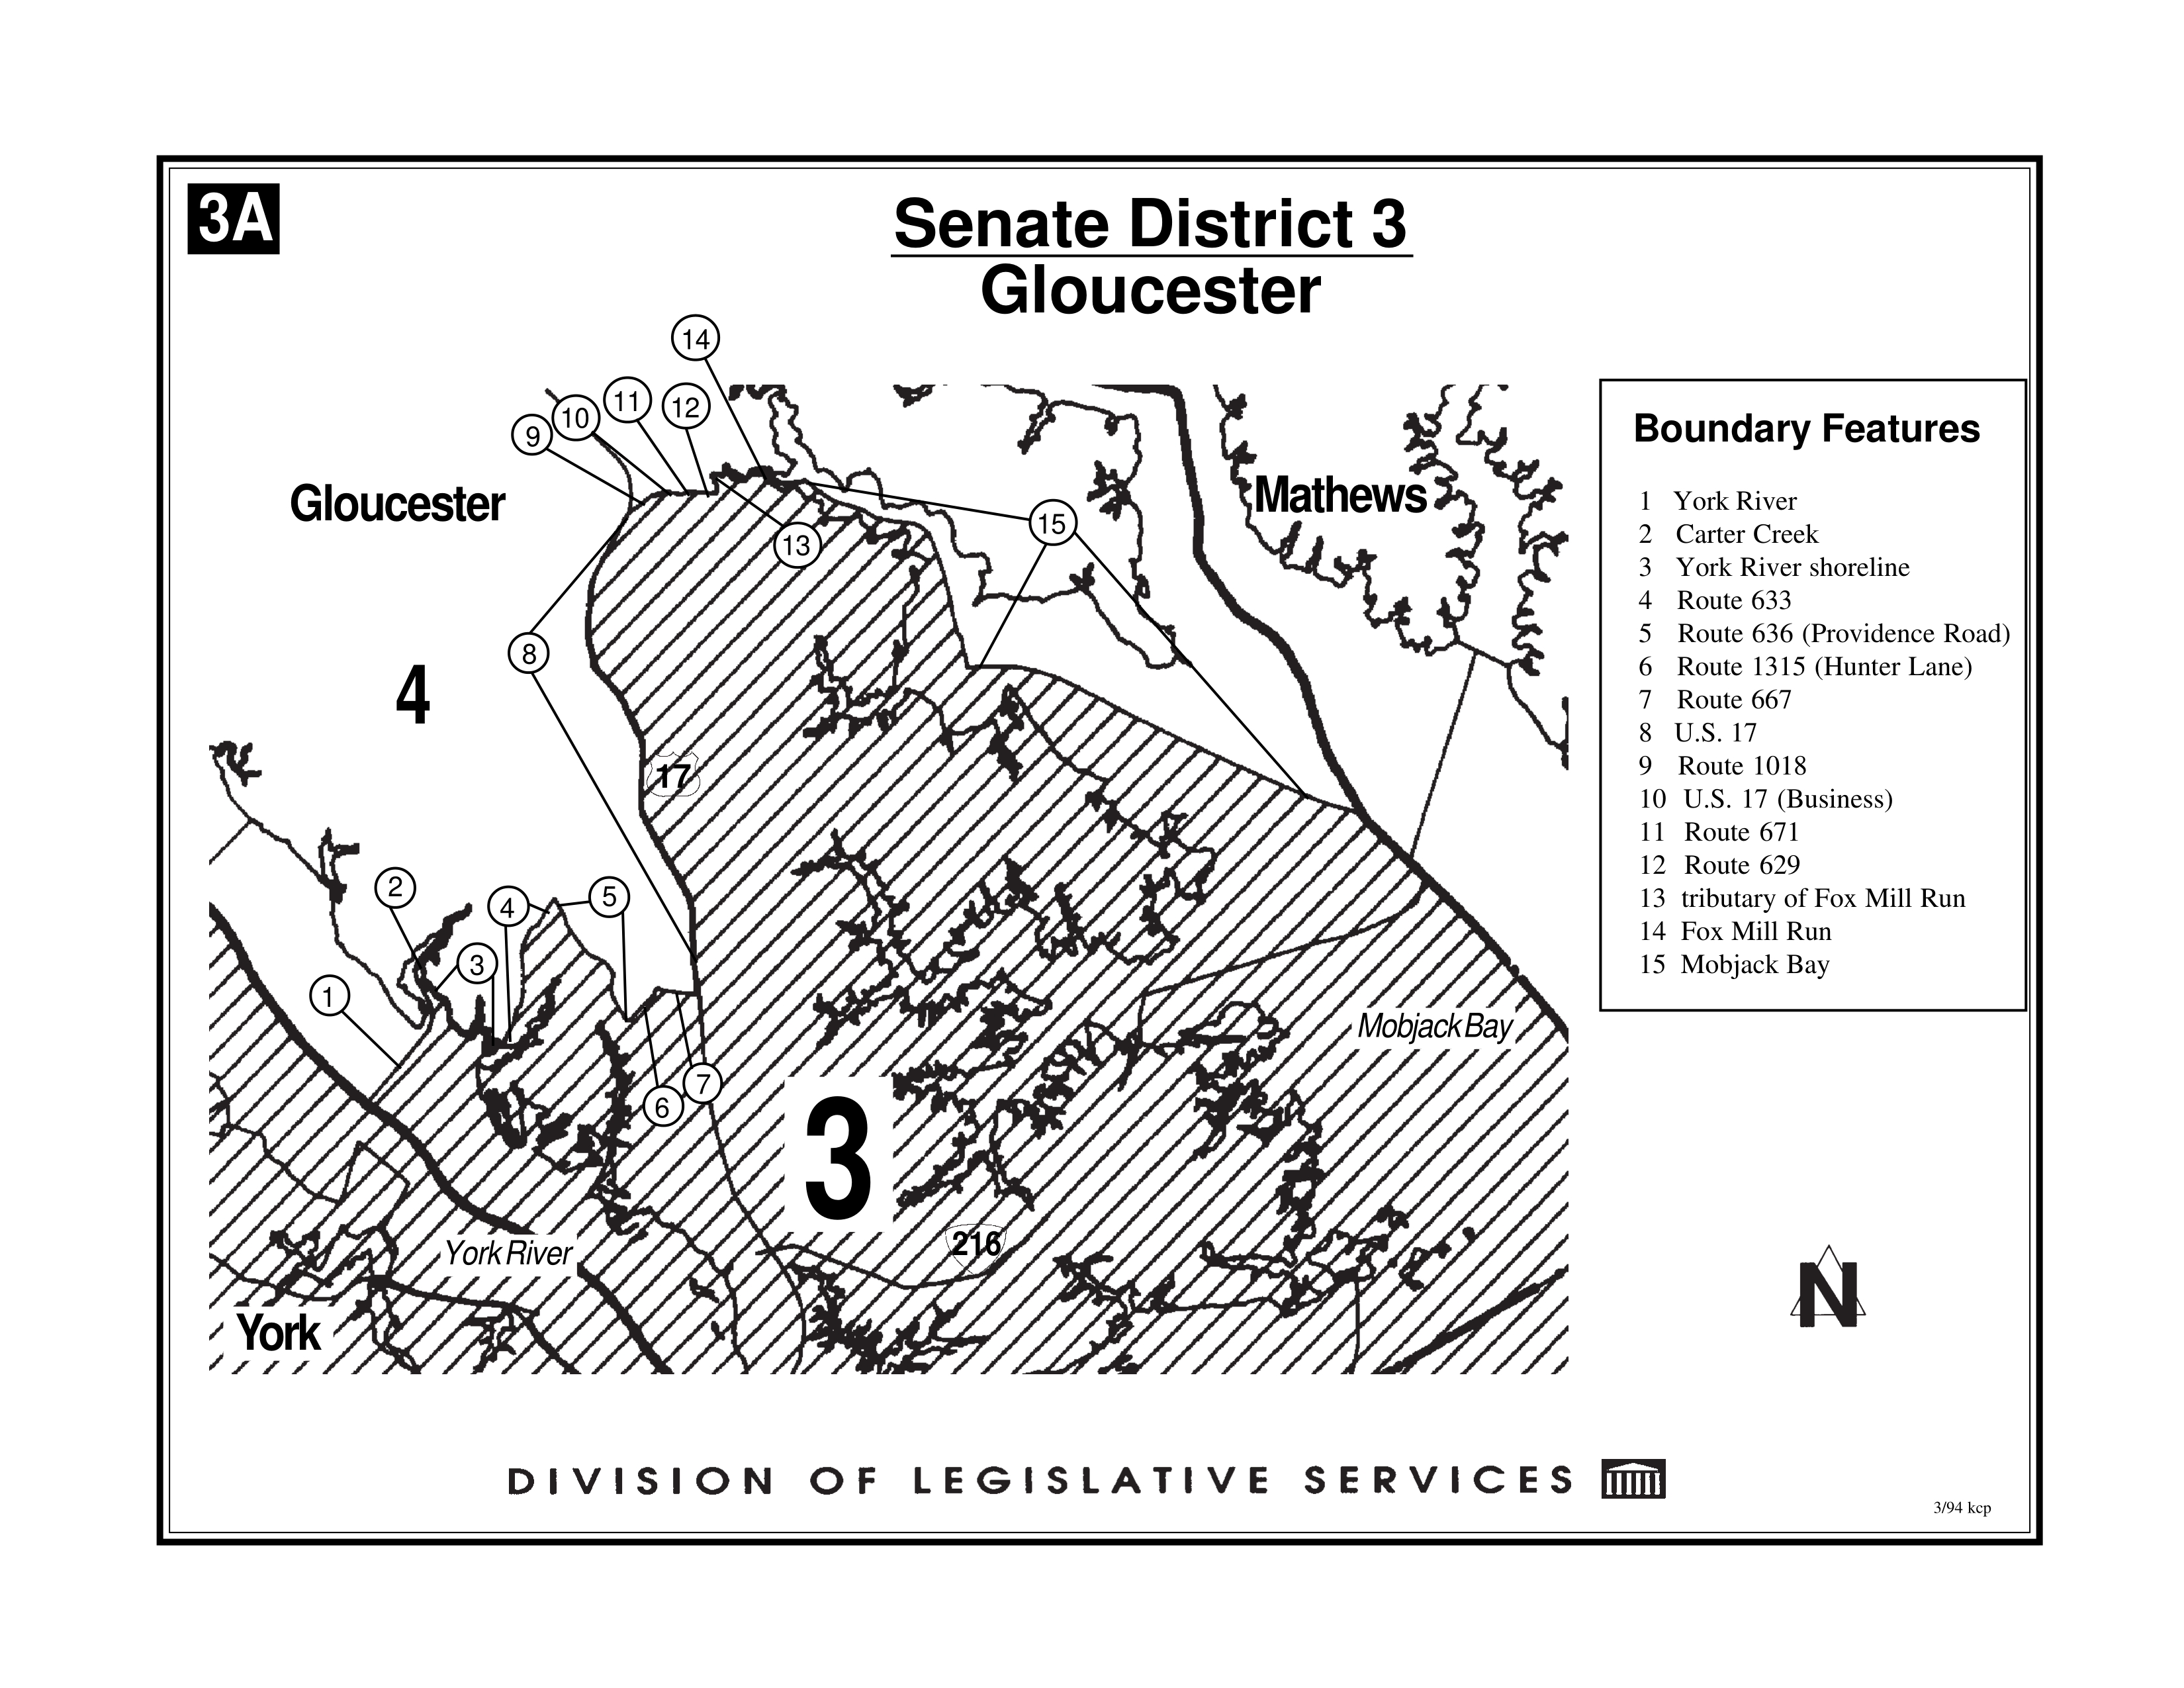 3A
Senate District 3
Gloucester
14
11
12
10
9
Gloucester
Mathews
15
13
8
4
17
2
4
5
3
1
Mobjack Bay
7
6
3
York River
216
York
Boundary Features
1 York River
2 Carter Creek
3 York River shoreline
4 Route 633
5 Route 636 (Providence Road)
6 Route 1315 (Hunter Lane)
7 Route 667
8 U.S. 17
9 Route 1018
10 U.S. 17 (Business)
11 Route 671
12 Route 629
13 tributary of Fox Mill Run
14 Fox Mill Run
15 Mobjack Bay
N
DIVISION OF LEGISLATIVE SERVICES
3/94 kcp